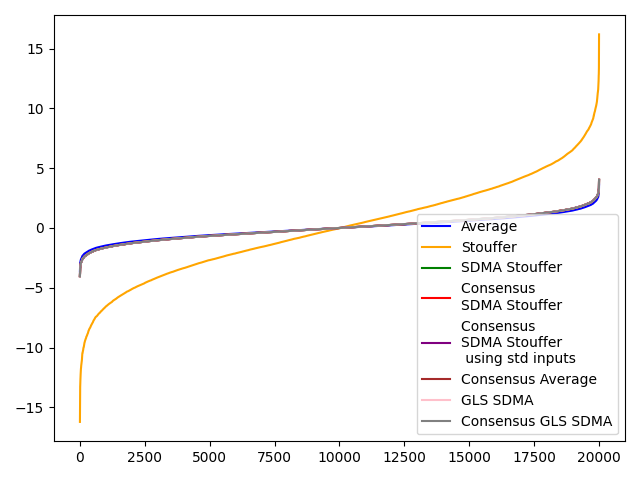 15
10
5
0
−5
−10
−15
0
2500
5000
7500
10000
12500
15000
17500
20000
Average
Stouffer
SDMA Stouffer
Consensus
SDMA Stouffer
Consensus
SDMA Stouffer
using std inputs
Consensus Average
GLS SDMA
Consensus GLS SDMA